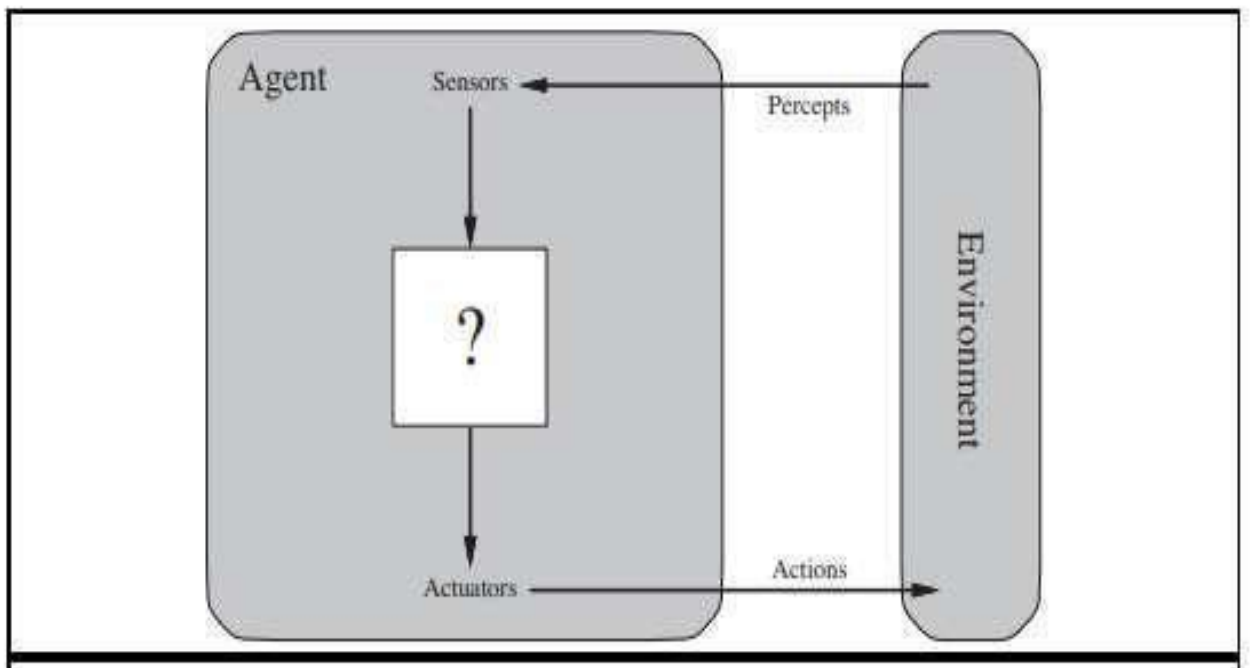 Agent
Sensors
Percepts
?
Environment
Actuators
Actions